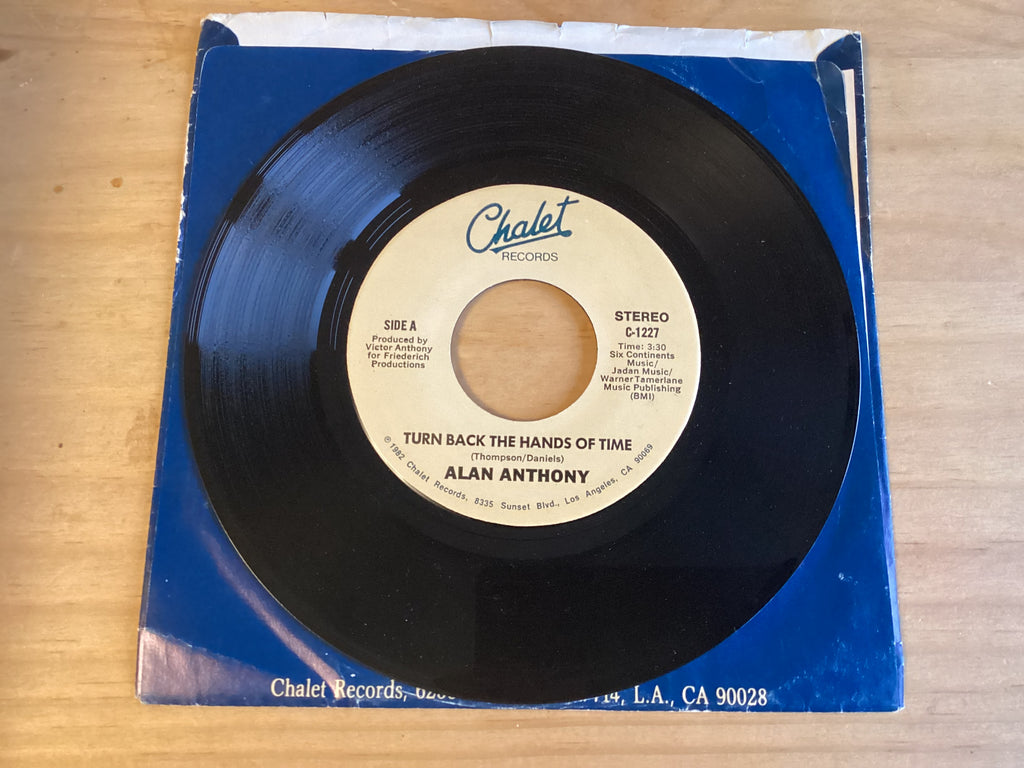 Chalet
RECORDS
SIDE A
Produced by
Victor Anthony
for Friederich
Productions
STEREO
C-1227
Time: 3:30
Six Continents
Music/
Jadan Music/
Warner Tamerlane
Music Publishing
(BMI)
TURN BACK THE HANDS OF TIME
(Thompson/Daniels)
ALAN ANTHONY
℗ 1982 Chalet Records, 8335 Sunset Blvd., Los Angeles, CA 90069
Chalet Records, L.A., CA 90028